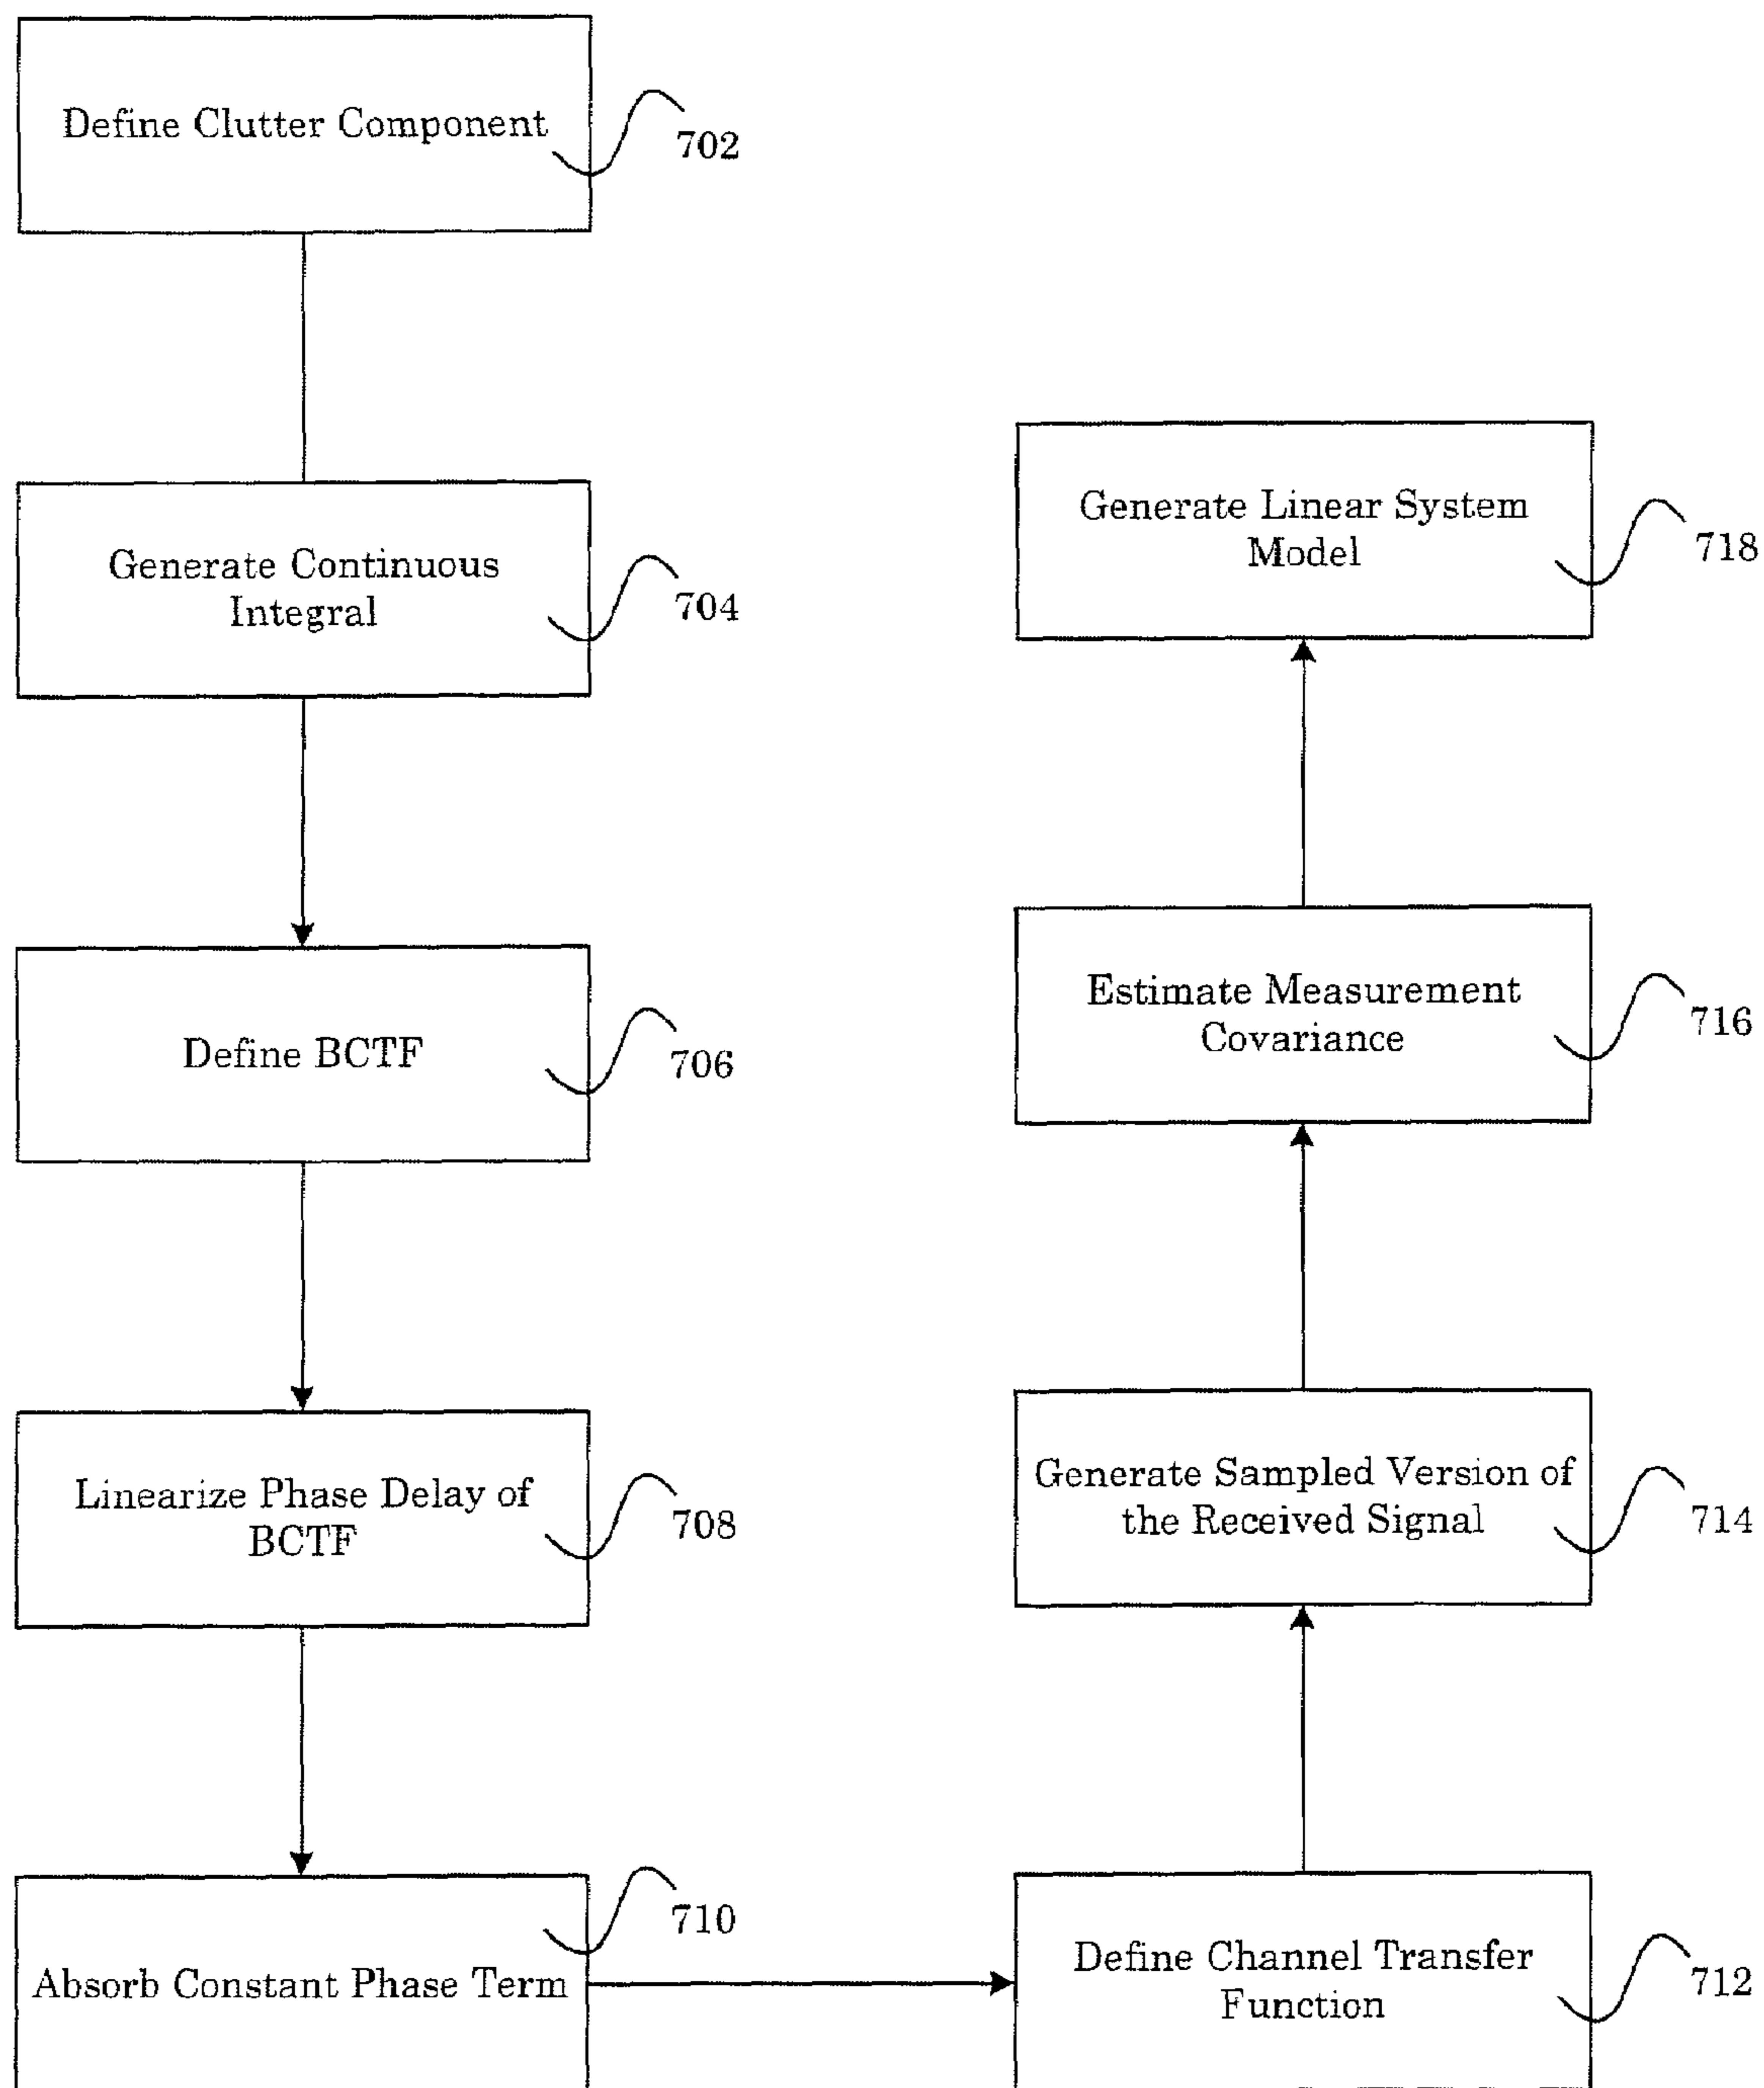 Define Clutter Component
702
Generate Continuous
Integral
704
Define BCTF
706
Linearize Phase Delay of
BCTF
708
Absorb Constant Phase Term
710
Define Channel Transfer
Function
712
Generate Sampled Version of
the Received Signal
714
Estimate Measurement
Covariance
716
Generate Linear System
Model
718